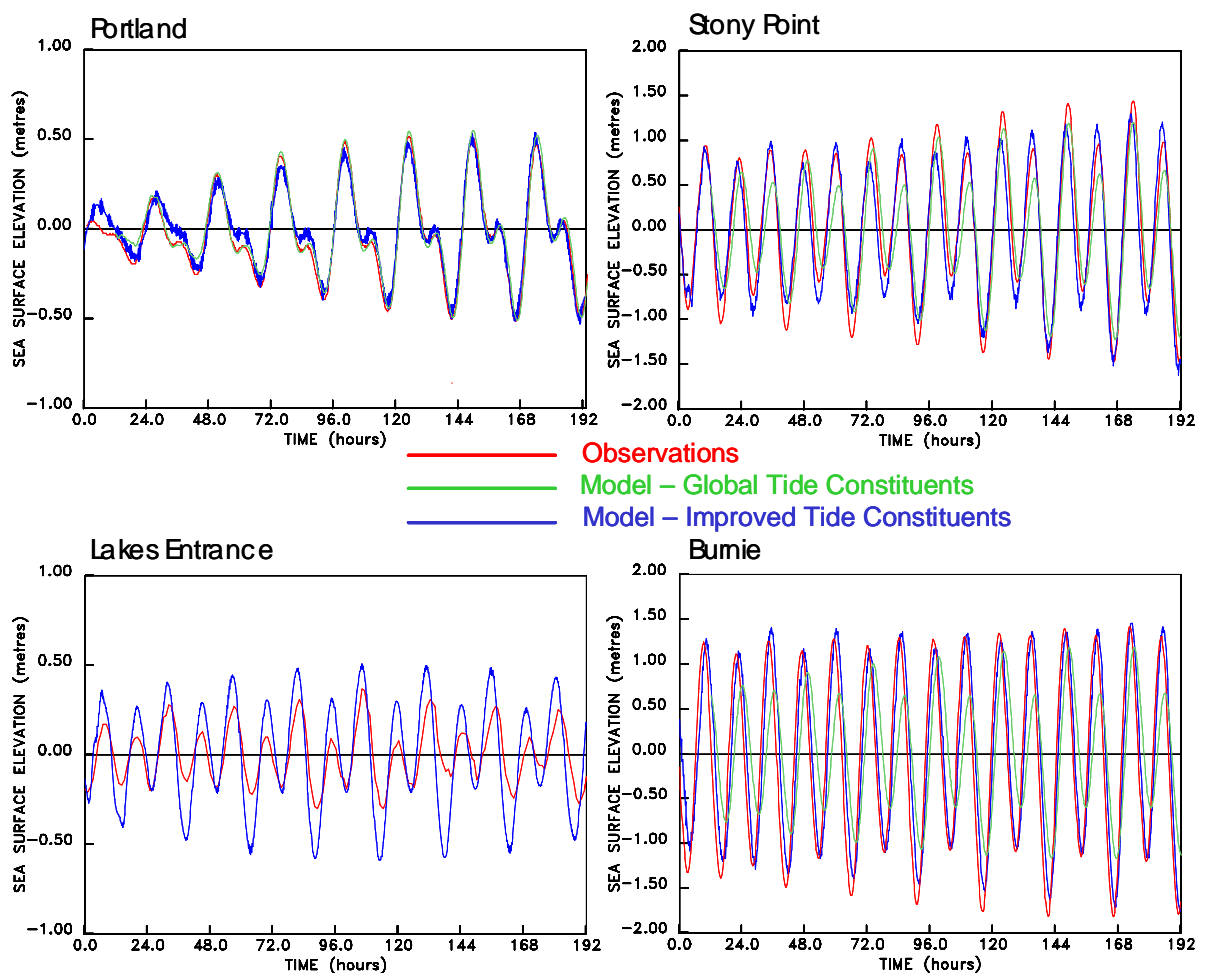 Portland
1.00
0.50
0.00
−0.50
−1.00
SEA SURFACE ELEVATION (metres)
0.0 24.0 48.0 72.0 96.0 120 144 168 192
TIME (hours)
Stony Point
2.00
1.50
1.00
0.50
0.00
−0.50
−1.00
−1.50
−2.00
SEA SURFACE ELEVATION (metres)
0.0 24.0 48.0 72.0 96.0 120 144 168 192
TIME (hours)
Observations
Model – Global Tide Constituents
Model – Improved Tide Constituents
Lakes Entrance
1.00
0.50
0.00
−0.50
−1.00
SEA SURFACE ELEVATION (metres)
0.0 24.0 48.0 72.0 96.0 120 144 168 192
TIME (hours)
Burnie
2.00
1.50
1.00
0.50
0.00
−0.50
−1.00
−1.50
−2.00
SEA SURFACE ELEVATION (metres)
0.0 24.0 48.0 72.0 96.0 120 144 168 192
TIME (hours)